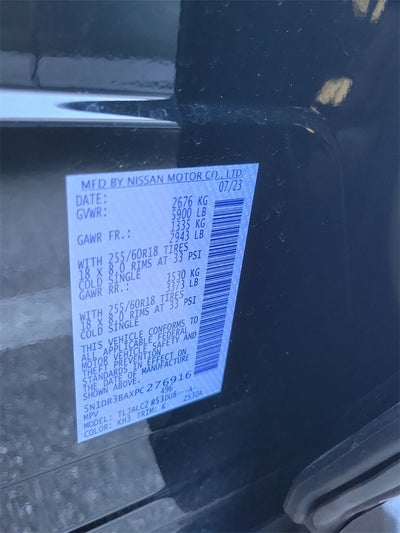 MFD BY NISSAN MOTOR CO., LTD.
DATE: 07/23
GVWR: 2676 KG
5900 LB
GAWR FR.: 1335 KG
2943 LB
WITH 255/60R18 TIRES
18 X 8.0 RIMS AT 33 PSI
COLD SINGLE
GAWR RR.: 1530 KG
3373 LB
WITH 255/60R18 TIRES
18 X 8.0 RIMS AT 33 PSI
COLD SINGLE
THIS VEHICLE CONFORMS TO
ALL APPLICABLE FEDERAL
MOTOR VEHICLE SAFETY AND
THEFT PREVENTION
STANDARDS IN EFFECT ON
THE DATE OF MANUFACTURE
SHOWN ABOVE.
5N1DR3BAXPC276916
MPV 496
MODEL: TL3ALC7 R53DU8---A-
COLOR: KH3 TRIM: K